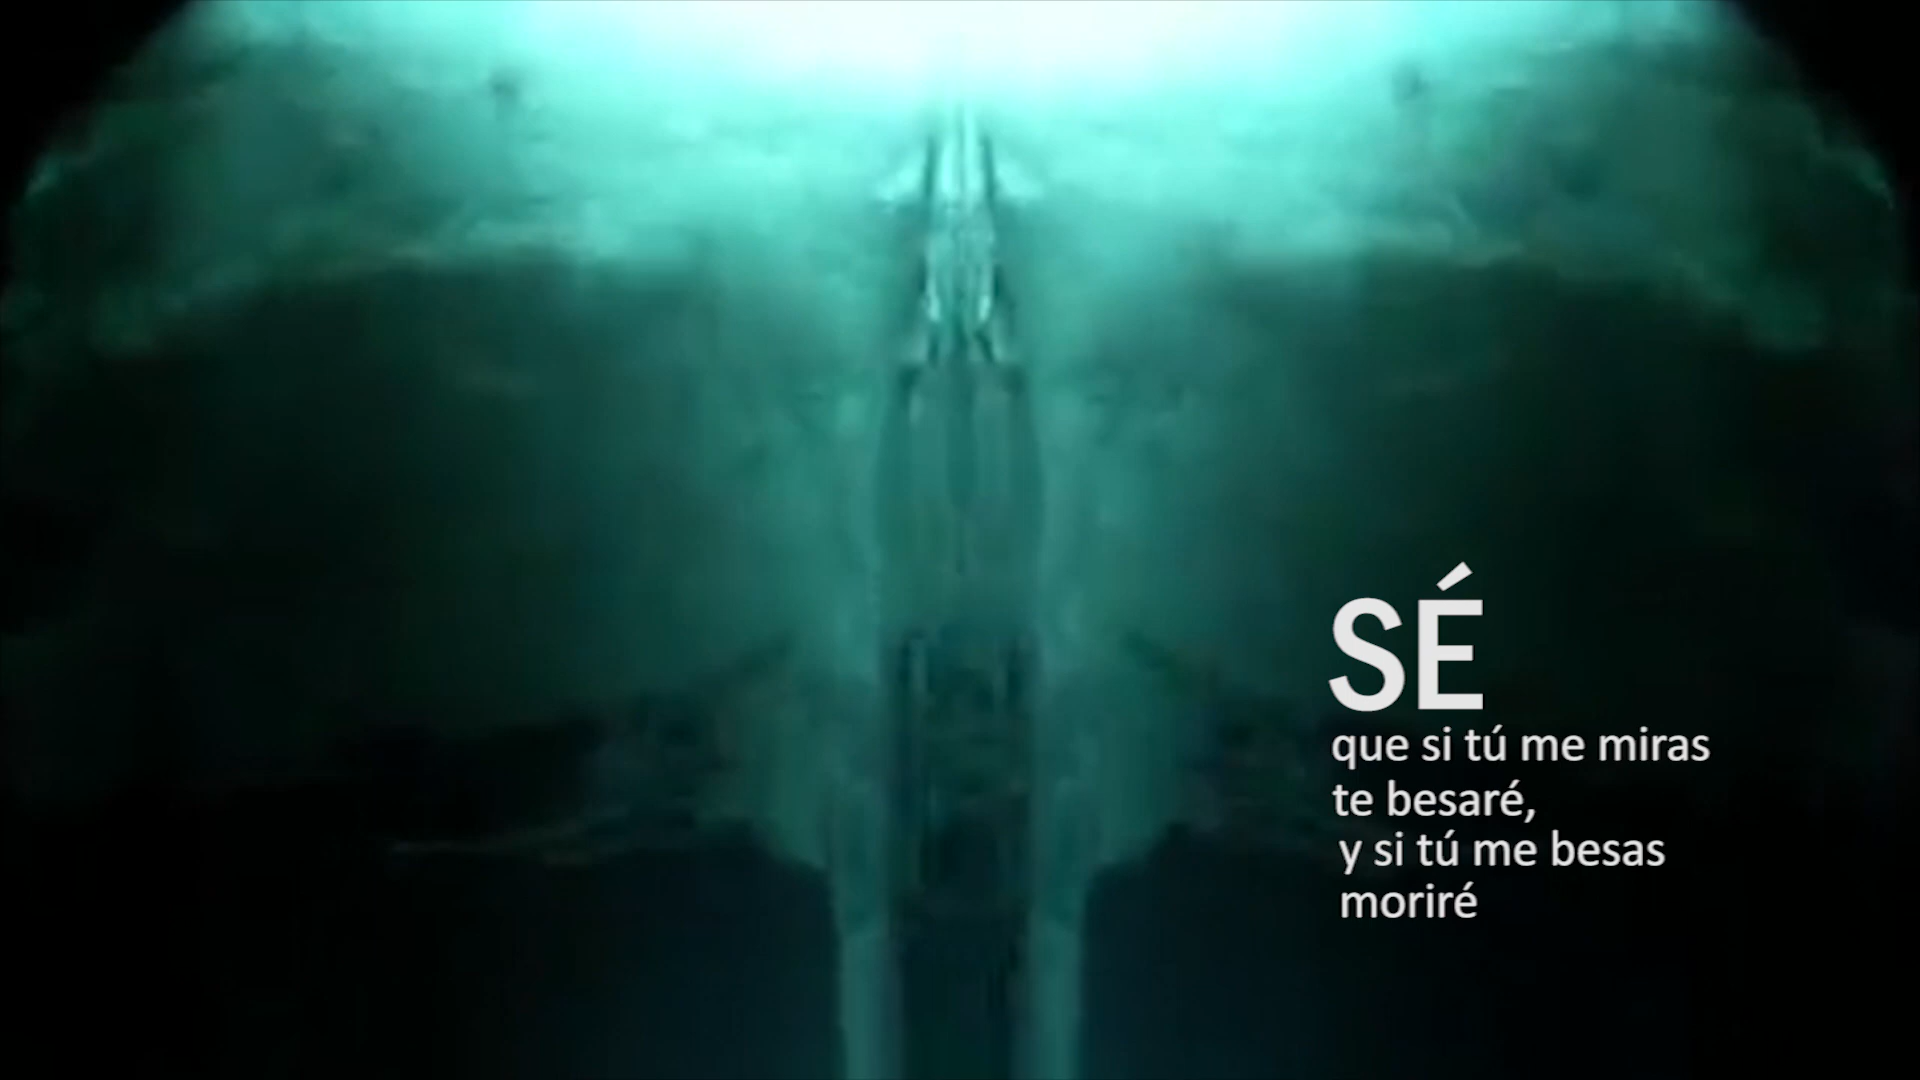 SÉ
que si tú me miras
te besaré,
y si tú me besas
moriré